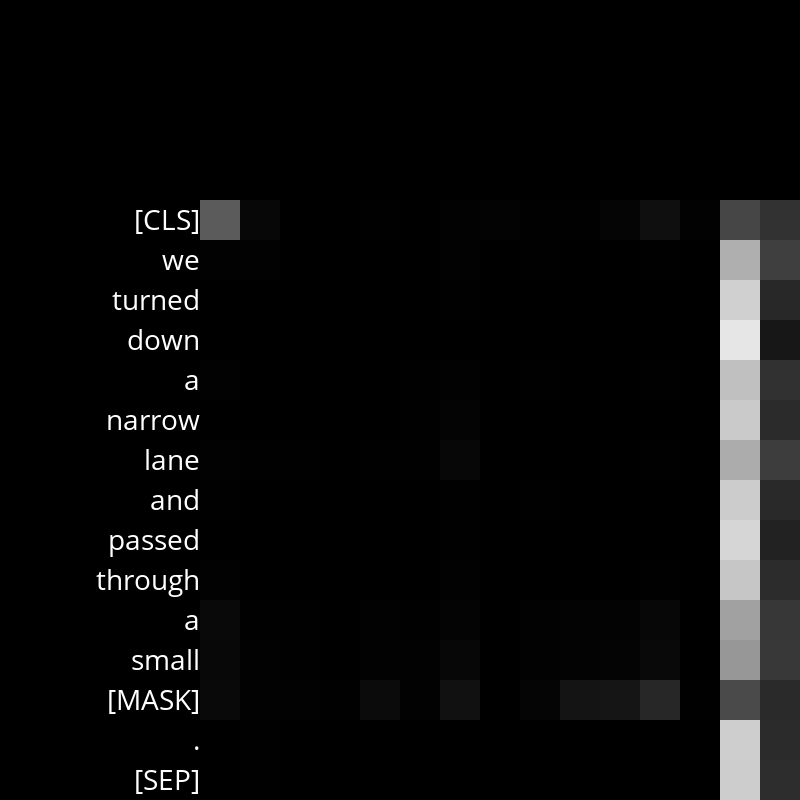 [CLS]
we
turned
down
a
narrow
lane
and
passed
through
a
small
[MASK]
.
[SEP]